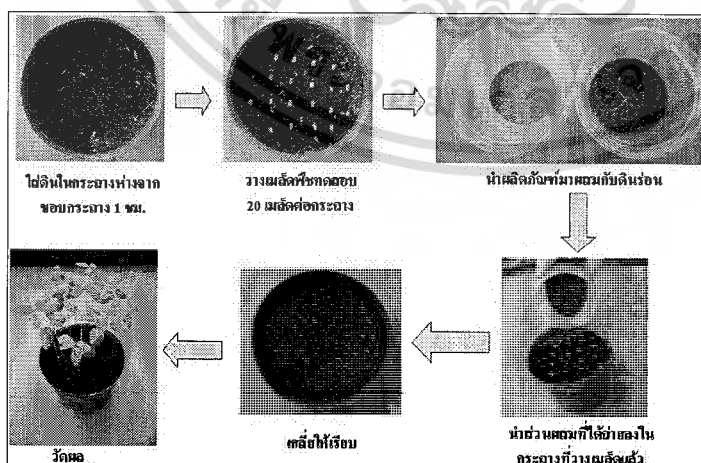 ใส่ดินในกระถางห่างจาก
ขอบกระถาง 1 ซม.
วางเมล็ดพืชทดสอบ
20 เมล็ดต่อกระถาง
นำผลิตภัณฑ์มาผสมกับดินร่อน
นำส่วนผสมที่ได้ถ่ายลงใน
กระถางที่วางเมล็ดแล้ว
เกลี่ยให้เรียบ
วัดผล